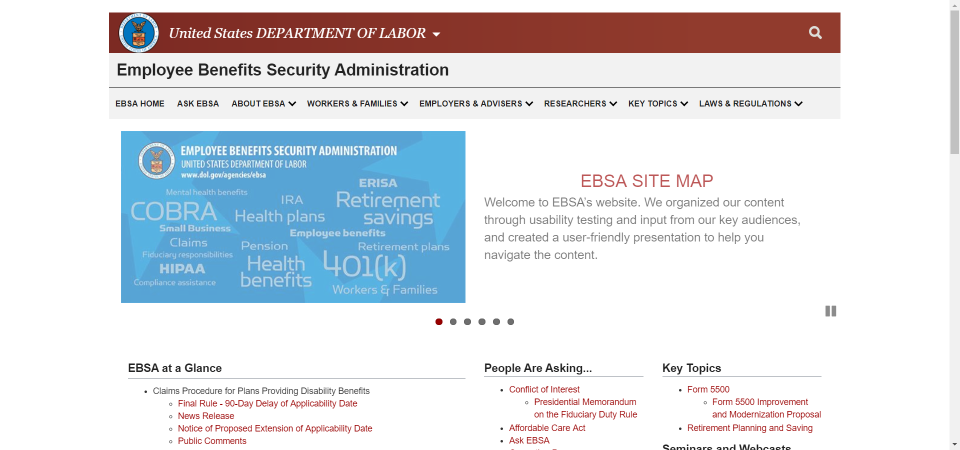 United States DEPARTMENT OF LABOR
Employee Benefits Security Administration
EBSA HOME ASK EBSA ABOUT EBSA WORKERS & FAMILIES EMPLOYERS & ADVISERS RESEARCHERS KEY TOPICS LAWS & REGULATIONS
EMPLOYEE BENEFITS SECURITY ADMINISTRATION
UNITED STATES DEPARTMENT OF LABOR
www.dol.gov/agencies/ebsa
ERISA
Mental health benefits
IRA
Retirement savings
COBRA
Health plans
Small Business
Employee benefits
Claims
Pension
Retirement plans
Fiduciary responsibilities
401(k)
HIPAA
Health benefits
Compliance assistance
Workers & Families
EBSA SITE MAP
Welcome to EBSA's website. We organized our content
through usability testing and input from our key audiences,
and created a user-friendly presentation to help you
navigate the content.
EBSA at a Glance
Claims Procedure for Plans Providing Disability Benefits
Final Rule - 90-Day Delay of Applicability Date
News Release
Notice of Proposed Extension of Applicability Date
Public Comments
People Are Asking...
Conflict of Interest
Presidential Memorandum
on the Fiduciary Duty Rule
Affordable Care Act
Ask EBSA
Key Topics
Form 5500
Form 5500 Improvement
and Modernization Proposal
Retirement Planning and Saving
Seminars and Webcasts